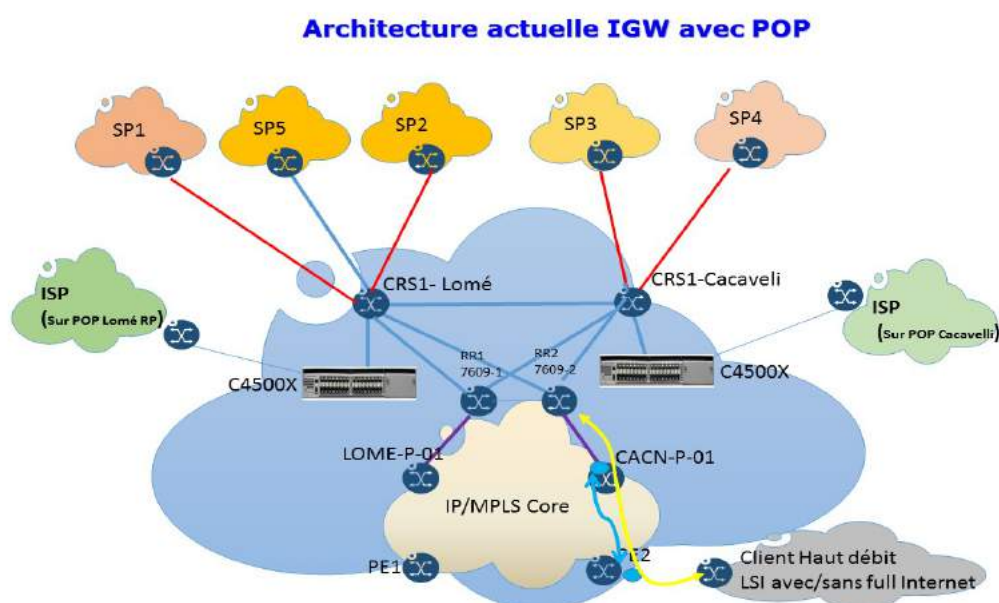 Architecture actuelle IGW avec POP
SP1
SP5
SP2
SP3
SP4
CRS1- Lomé
CRS1-Cacaveli
ISP
(Sur POP Lomé RP)
ISP
(Sur POP Cacavelli)
RR1
7609-1
RR2
7609-2
C4500X
C4500X
LOME-P-01
CACN-P-01
IP/MPLS Core
PE1
PE2
Client Haut débit
LSI avec/sans full Internet